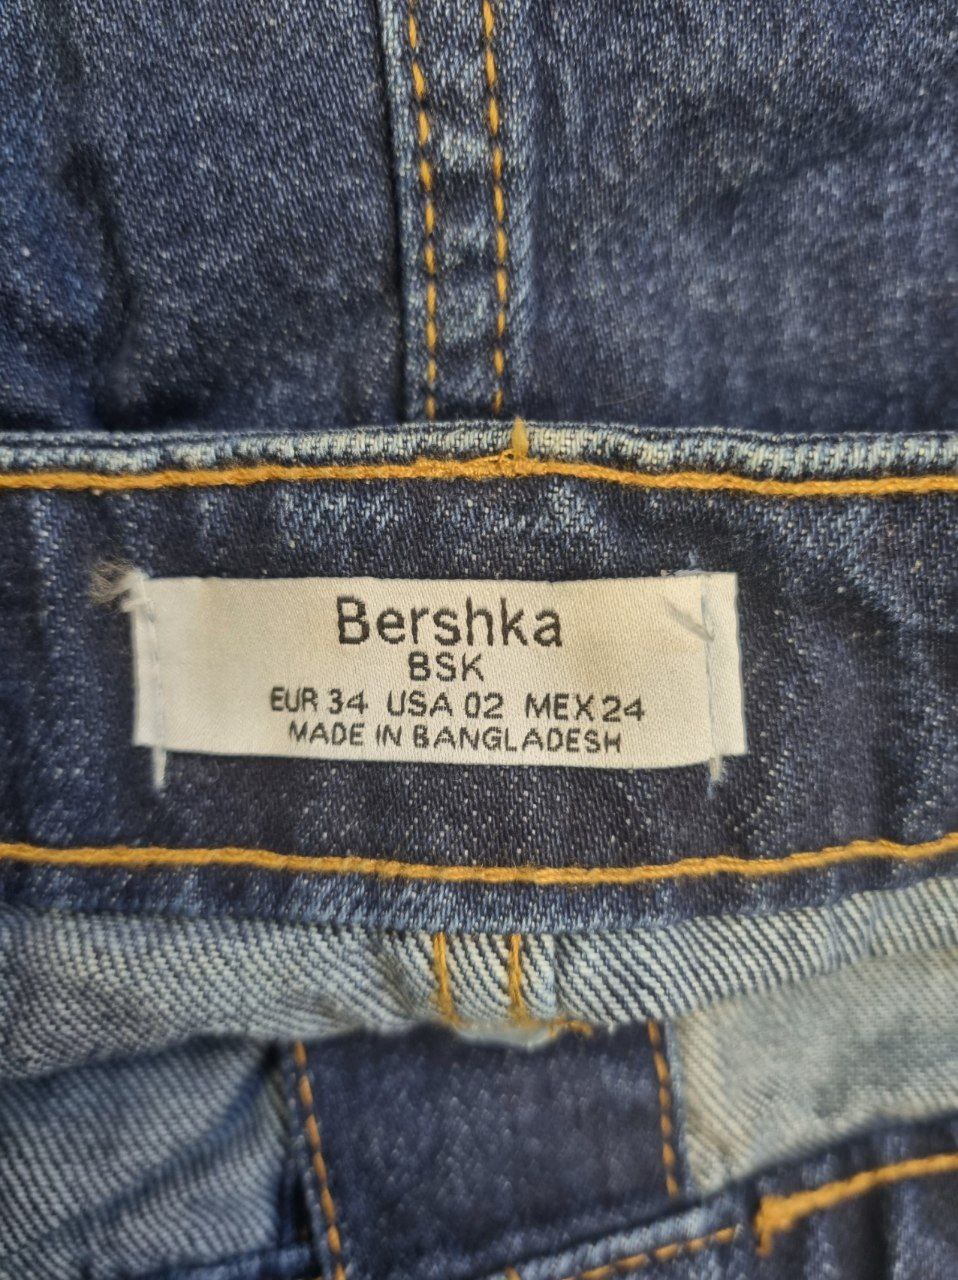 Bershka
BSK
EUR 34 USA 02 MEX 24
MADE IN BANGLADESH